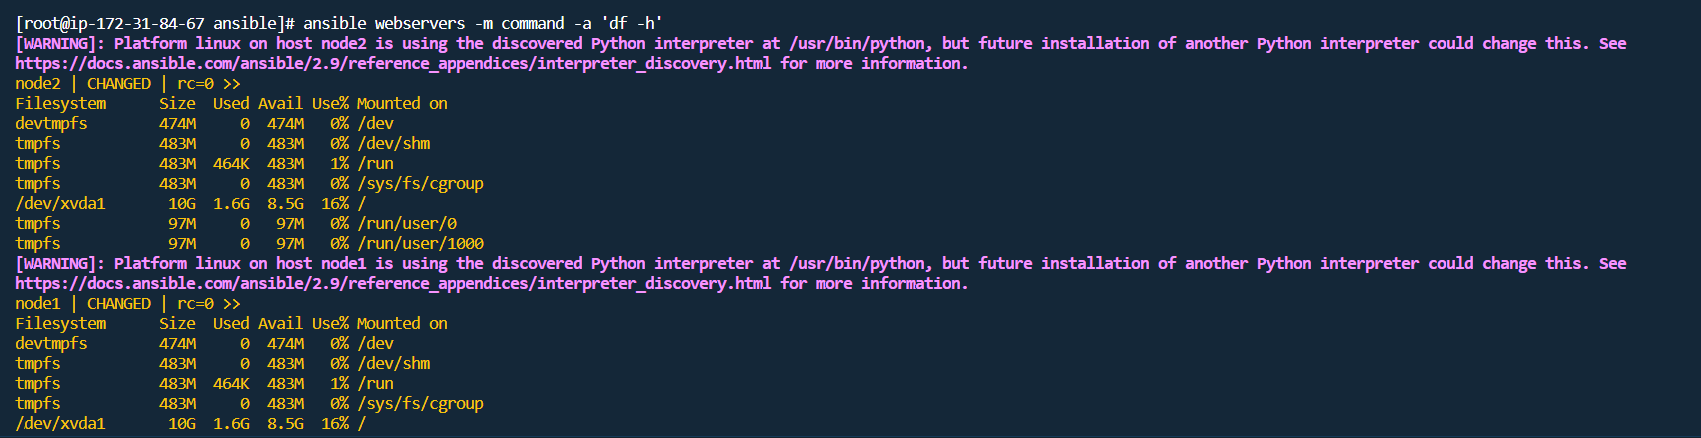 [root@ip-172-31-84-67 ansible]# ansible webservers -m command -a 'df -h'
[WARNING]: Platform linux on host node2 is using the discovered Python interpreter at /usr/bin/python, but future installation of another Python interpreter could change this. See
https://docs.ansible.com/ansible/2.9/reference_appendices/interpreter_discovery.html for more information.
node2 | CHANGED | rc=0 >>
Filesystem      Size  Used Avail Use% Mounted on
devtmpfs        474M     0  474M   0% /dev
tmpfs           483M     0  483M   0% /dev/shm
tmpfs           483M  464K  483M   1% /run
tmpfs           483M     0  483M   0% /sys/fs/cgroup
/dev/xvda1       10G  1.6G  8.5G  16% /
tmpfs            97M     0   97M   0% /run/user/0
tmpfs            97M     0   97M   0% /run/user/1000
[WARNING]: Platform linux on host node1 is using the discovered Python interpreter at /usr/bin/python, but future installation of another Python interpreter could change this. See
https://docs.ansible.com/ansible/2.9/reference_appendices/interpreter_discovery.html for more information.
node1 | CHANGED | rc=0 >>
Filesystem      Size  Used Avail Use% Mounted on
devtmpfs        474M     0  474M   0% /dev
tmpfs           483M     0  483M   0% /dev/shm
tmpfs           483M  464K  483M   1% /run
tmpfs           483M     0  483M   0% /sys/fs/cgroup
/dev/xvda1       10G  1.6G  8.5G  16% /